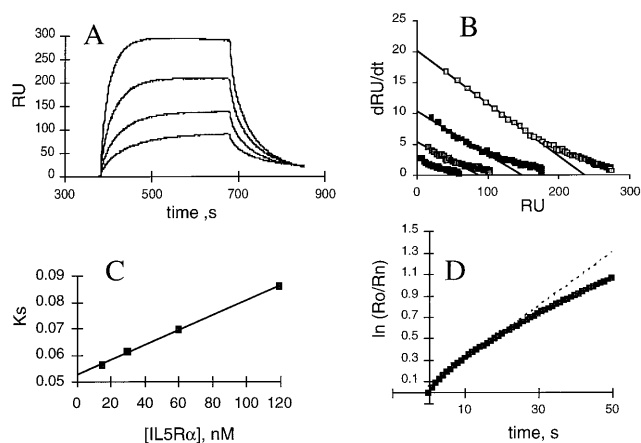 A
RU
300
250
200
150
100
50
0
300 500 700 900
time ,s
B
dRU/dt
25
20
15
10
5
0
0 100 200 300
RU
C
Ks
0.09
0.08
0.07
0.06
0.05
0 20 40 60 80 100 120
[IL5Rα], nM
D
ln (Ro/Rn)
1.5
1.3
1.1
0.9
0.7
0.5
0.3
0.1
10 20 30 40 50
time, s